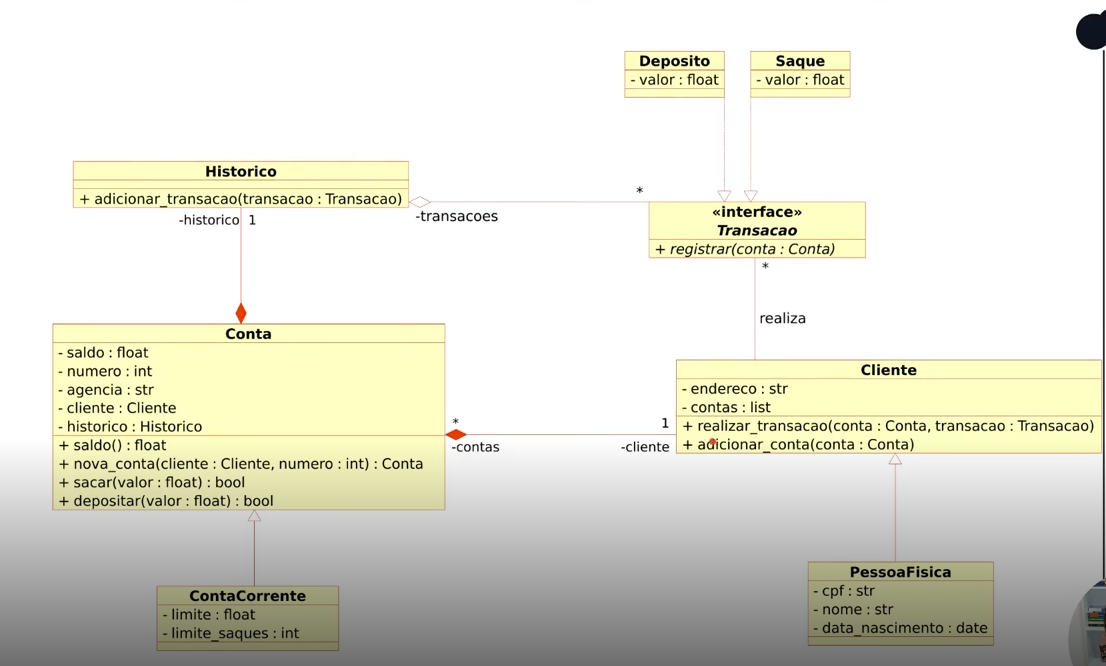 Deposito
- valor : float
Saque
- valor : float
Historico
+ adicionar_transacao(transacao : Transacao)
-historico 1
-transacoes
*
«interface»
Transacao
+ registrar(conta : Conta)
*
realiza
Conta
- saldo : float
- numero : int
- agencia : str
- cliente : Cliente
- historico : Historico
+ saldo() : float
+ nova_conta(cliente : Cliente, numero : int) : Conta
+ sacar(valor : float) : bool
+ depositar(valor : float) : bool
*
-contas
1
-cliente
Cliente
- endereco : str
- contas : list
+ realizar_transacao(conta : Conta, transacao : Transacao)
+ adicionar_conta(conta : Conta)
ContaCorrente
- limite : float
- limite_saques : int
PessoaFisica
- cpf : str
- nome : str
- data_nascimento : date